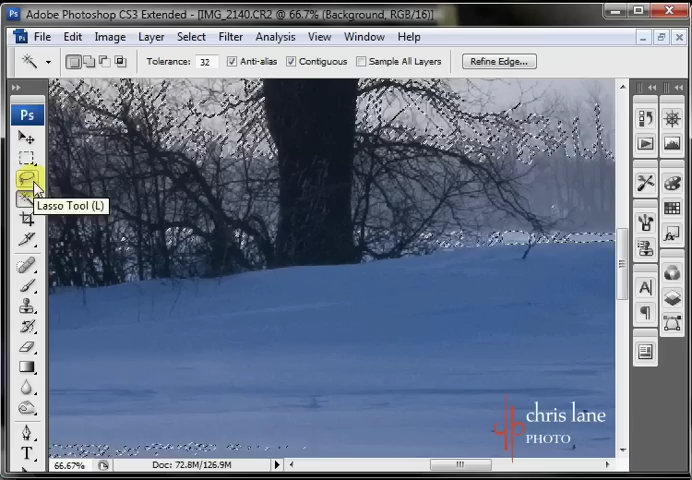 Adobe Photoshop CS3 Extended - [IMG_2140.CR2 @ 66.7% (Background, RGB/16)]
Ps File Edit Image Layer Select Filter Analysis View Window Help
Tolerance: 32 Anti-alias Contiguous Sample All Layers Refine Edge...
Ps
Lasso Tool (L)
T
A
chris lane
PHOTO
66.67% Doc: 72.8M/126.9M